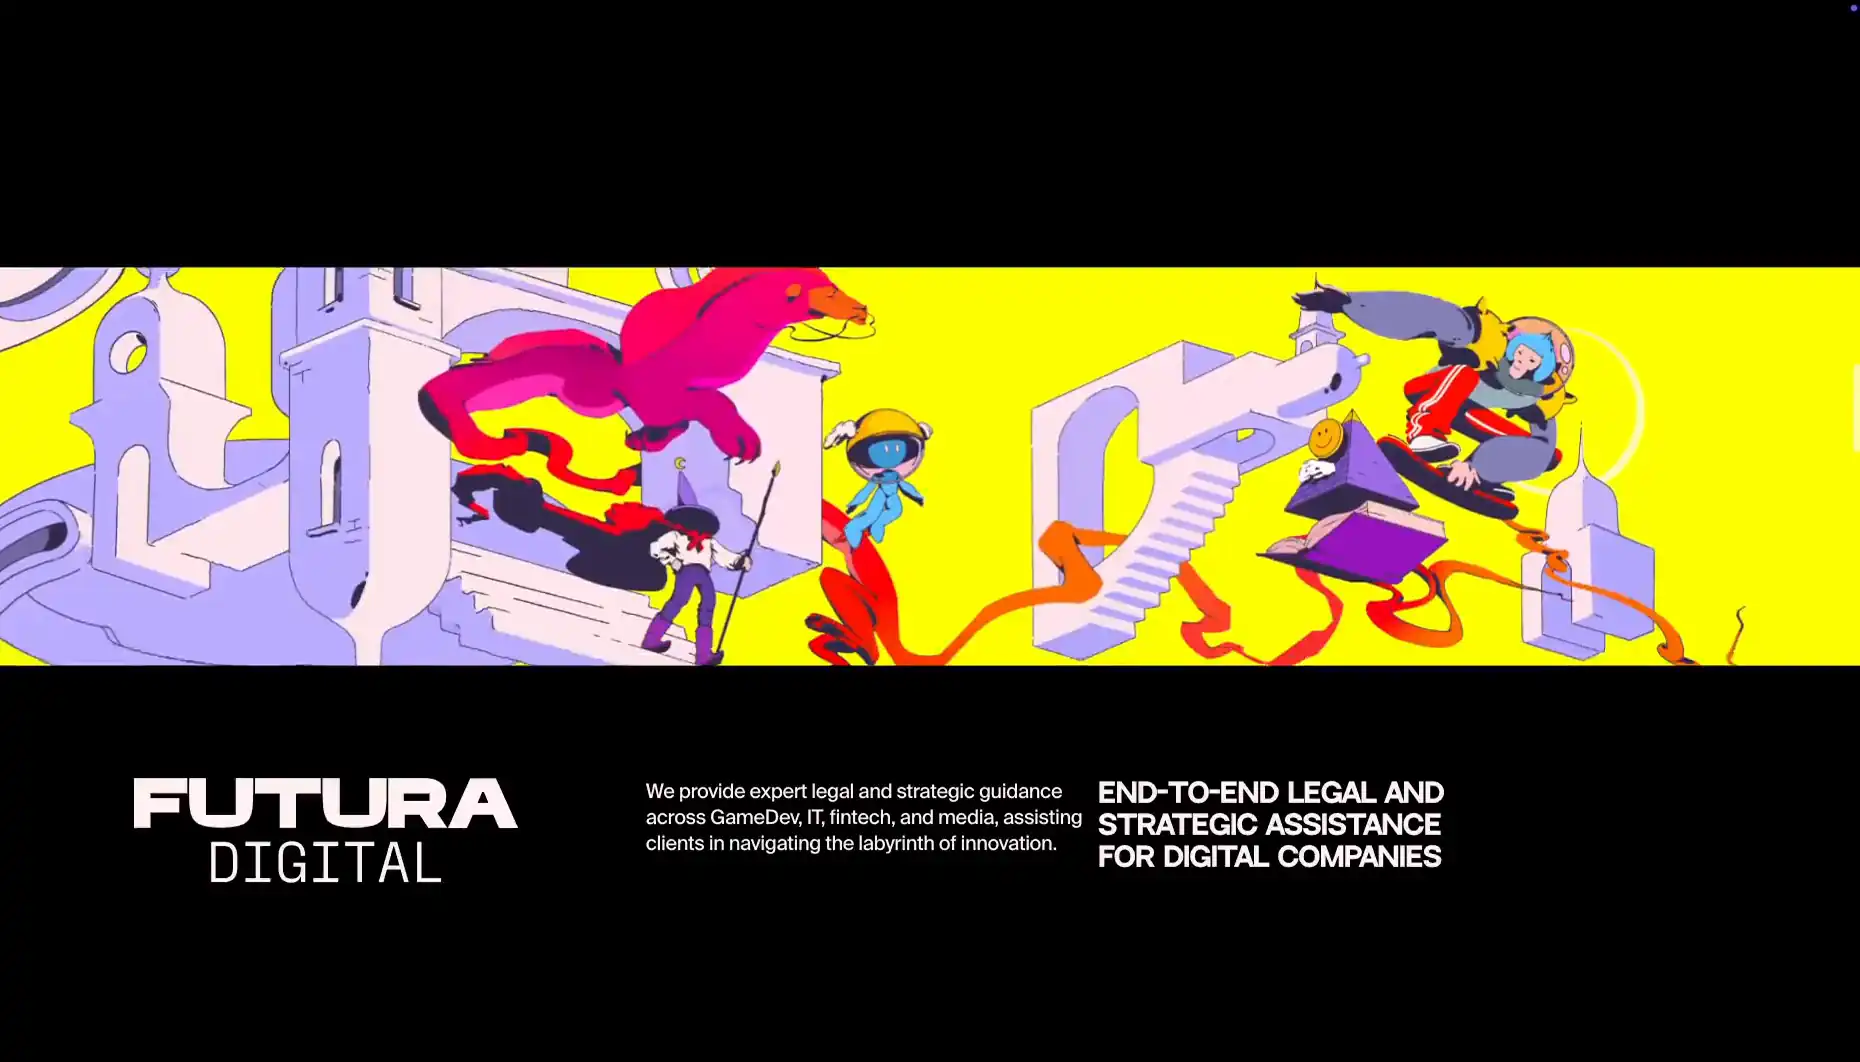 FUTURA
DIGITAL
We provide expert legal and strategic guidance
across GameDev, IT, fintech, and media, assisting
clients in navigating the labyrinth of innovation.
END-TO-END LEGAL AND
STRATEGIC ASSISTANCE
FOR DIGITAL COMPANIES